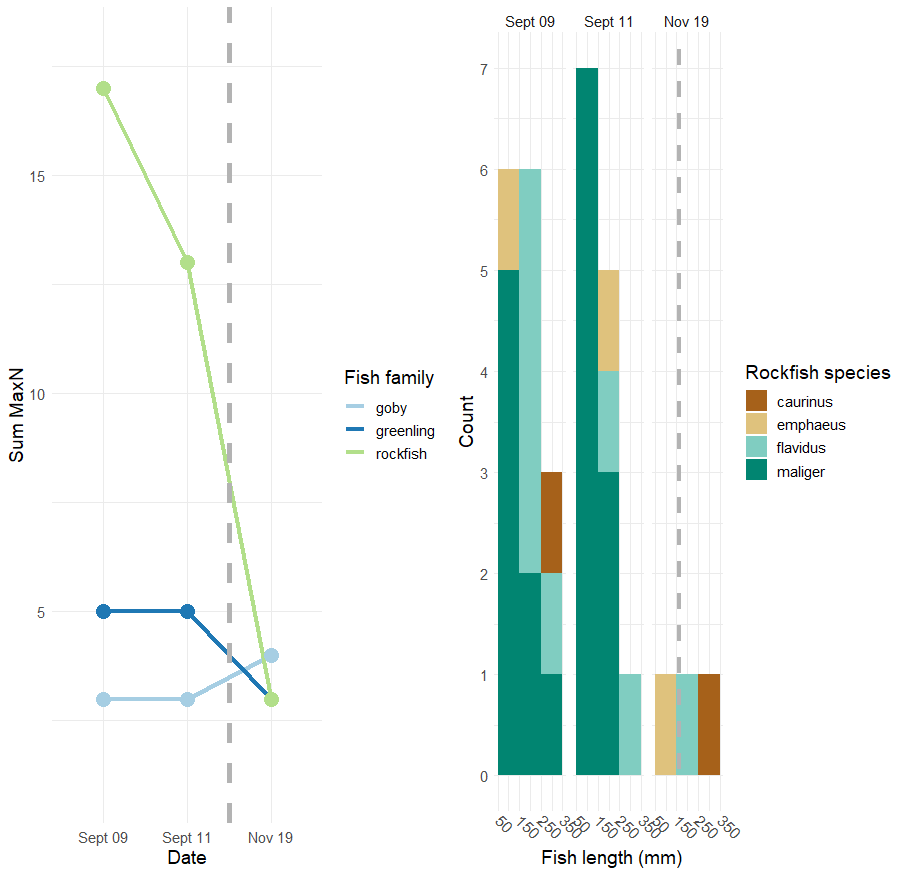 Sum MaxN
15
10
5
Sept 09
Sept 11
Nov 19
Date
Fish family
goby
greenling
rockfish
Sept 09
Sept 11
Nov 19
Count
7
6
5
4
3
2
1
0
50
150
250
350
50
150
250
350
50
150
250
350
Fish length (mm)
Rockfish species
caurinus
emphaeus
flavidus
maliger